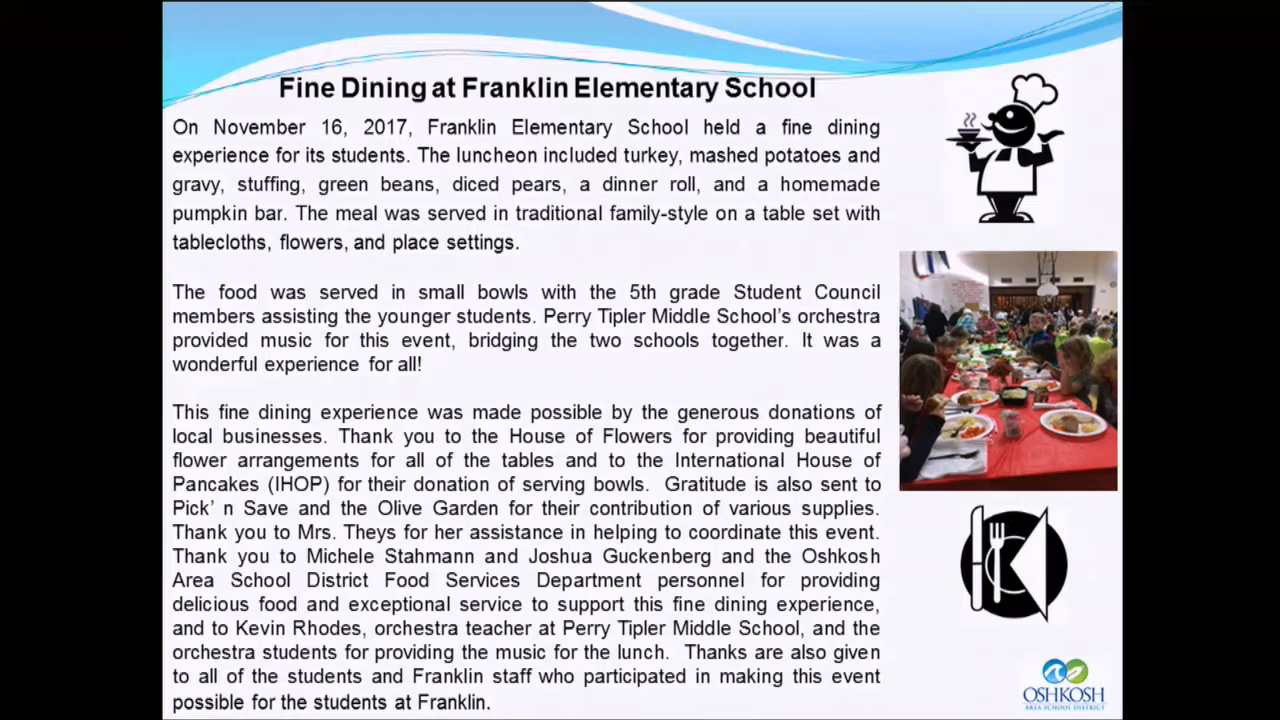 Fine Dining at Franklin Elementary School
On November 16, 2017, Franklin Elementary School held a fine dining
experience for its students. The luncheon included turkey, mashed potatoes and
gravy, stuffing, green beans, diced pears, a dinner roll, and a homemade
pumpkin bar. The meal was served in traditional family-style on a table set with
tablecloths, flowers, and place settings.
The food was served in small bowls with the 5th grade Student Council
members assisting the younger students. Perry Tipler Middle School's orchestra
provided music for this event, bridging the two schools together. It was a
wonderful experience for all!
This fine dining experience was made possible by the generous donations of
local businesses. Thank you to the House of Flowers for providing beautiful
flower arrangements for all of the tables and to the International House of
Pancakes (IHOP) for their donation of serving bowls. Gratitude is also sent to
Pick' n Save and the Olive Garden for their contribution of various supplies.
Thank you to Mrs. Theys for her assistance in helping to coordinate this event.
Thank you to Michele Stahmann and Joshua Guckenberg and the Oshkosh
Area School District Food Services Department personnel for providing
delicious food and exceptional service to support this fine dining experience,
and to Kevin Rhodes, orchestra teacher at Perry Tipler Middle School, and the
orchestra students for providing the music for the lunch. Thanks are also given
to all of the students and Franklin staff who participated in making this event
possible for the students at Franklin.
OSHKOSH
AREA SCHOOL DISTRICT